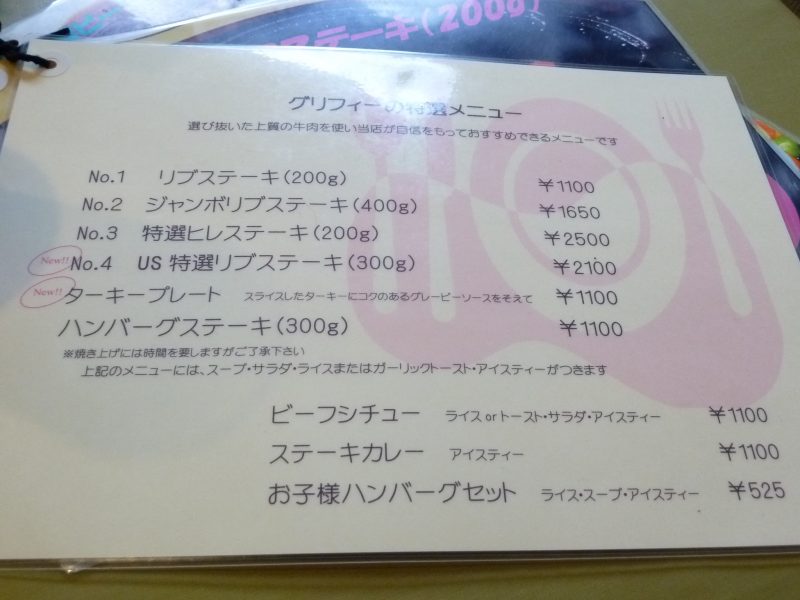 ステーキ(200g)
グリフィーの特選メニュー
選び抜いた上質の牛肉を使い当店が自信をもっておすすめできるメニューです
No.1 リブステーキ(200g) ¥1100
No.2 ジャンボリブステーキ(400g) ¥1650
No.3 特選ヒレステーキ(200g) ¥2500
New!! No.4 US 特選リブステーキ(300g) ¥2100
New!! ターキープレート スライスしたターキーにコクのあるグレービーソースをそえて ¥1100
ハンバーグステーキ(300g) ¥1100
※焼き上げには時間を要しますがご了承下さい
上記のメニューには、スープ・サラダ・ライスまたはガーリックトースト・アイスティーがつきます
ビーフシチュー ライス or トースト・サラダ・アイスティー ¥1100
ステーキカレー アイスティー ¥1100
お子様ハンバーグセット ライス・スープ・アイスティー ¥525